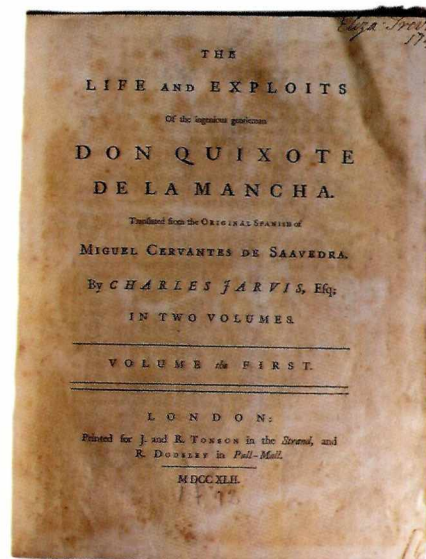 Eliza
THE
LIFE AND EXPLOITS
Of the ingenious gentleman
DON QUIXOTE
DE LA MANCHA.
Tranſlated from the ORIGINAL SPANISH of
MIGUEL CERVANTES DE SAAVEDRA.
By CHARLES JARVIS, Eſq;
IN TWO VOLUMES.
VOLUME the FIRST.
LONDON:
Printed for J. and R. TONSON in the Strand, and
R. DODSLEY in Pall-Mall.
MDCCXLII.